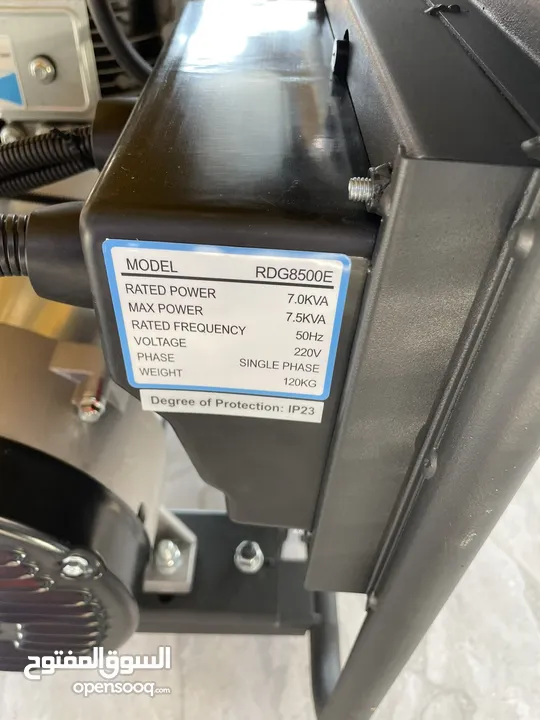 MODEL RDG8500E
RATED POWER 7.0KVA
MAX POWER 7.5KVA
RATED FREQUENCY 50Hz
VOLTAGE 220V
PHASE SINGLE PHASE
WEIGHT 120KG
Degree of Protection: IP23
السوق المفتوح
opensooq.com